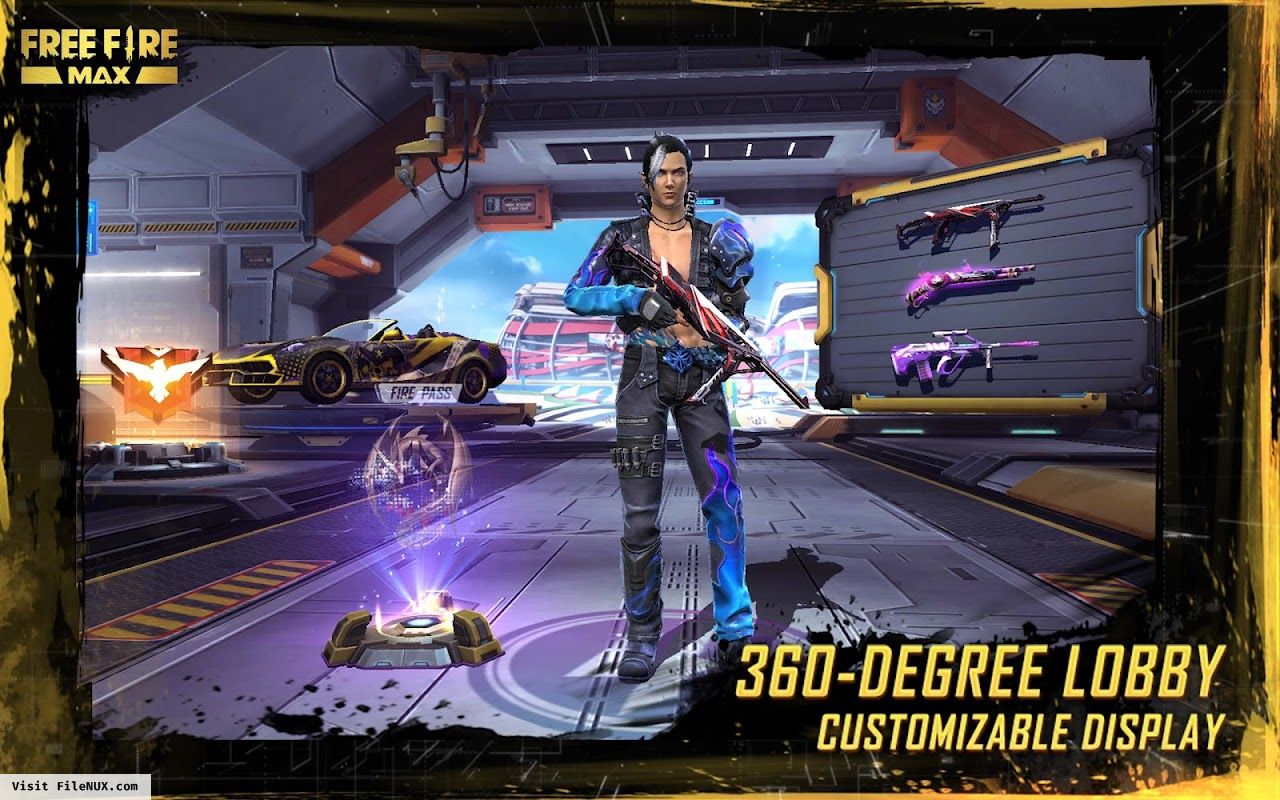 FREE FIRE
MAX
FIRE PASS
360-DEGREE LOBBY
CUSTOMIZABLE DISPLAY
Visit FileNUX.com